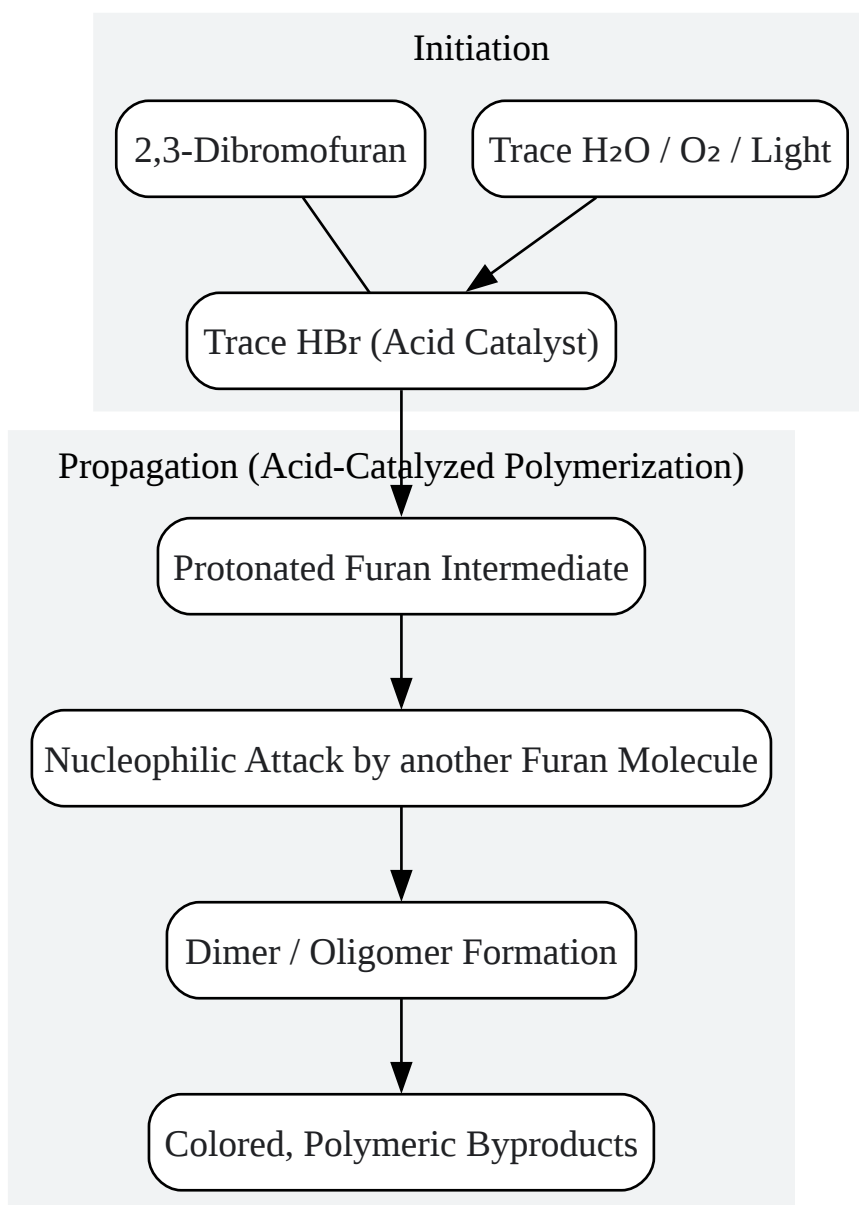 Initiation
2,3-Dibromofuran
Trace H₂O / O₂ / Light
Trace HBr (Acid Catalyst)
Propagation (Acid-Catalyzed Polymerization)
Protonated Furan Intermediate
Nucleophilic Attack by another Furan Molecule
Dimer / Oligomer Formation
Colored, Polymeric Byproducts